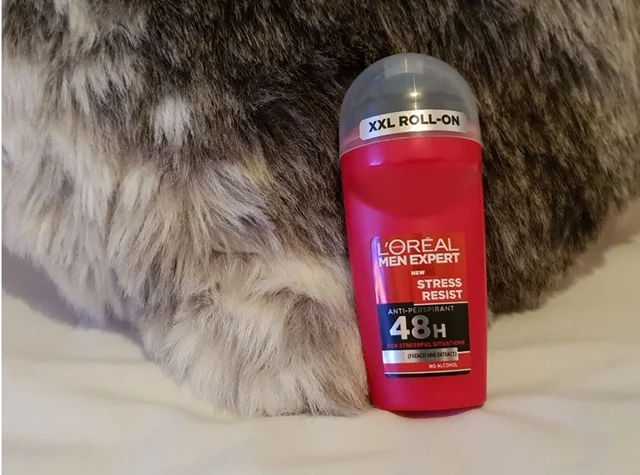 XXL ROLL-ON
L'ORÉAL
MEN EXPERT
NEW
STRESS
RESIST
ANTI-PERSPIRANT
48H
FOR STRESSFUL SITUATIONS
[FRENCH VINE EXTRACT]
NO ALCOHOL